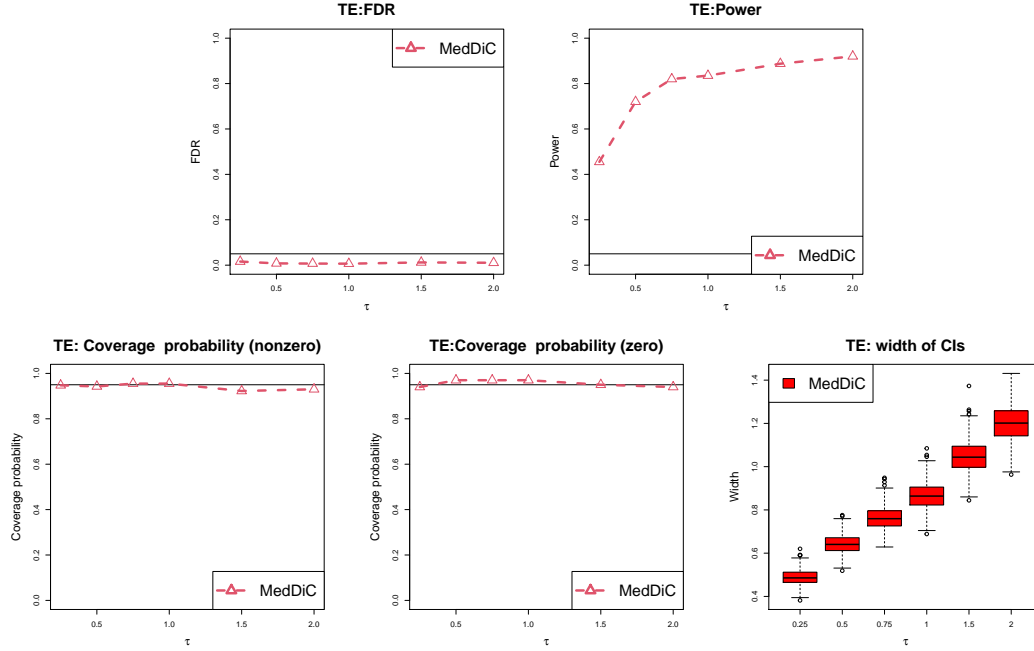 TE:FDR
MedDiC
FDR
0.0 0.2 0.4 0.6 0.8 1.0
0.5 1.0 1.5 2.0
τ
TE:Power
MedDiC
Power
0.0 0.2 0.4 0.6 0.8 1.0
0.5 1.0 1.5 2.0
τ
TE: Coverage probability (nonzero)
MedDiC
Coverage probability
0.0 0.2 0.4 0.6 0.8 1.0
0.5 1.0 1.5 2.0
τ
TE:Coverage probability (zero)
MedDiC
Coverage probability
0.0 0.2 0.4 0.6 0.8 1.0
0.5 1.0 1.5 2.0
τ
TE: width of CIs
MedDiC
Width
0.4 0.6 0.8 1.0 1.2 1.4
0.25 0.5 0.75 1 1.5 2
τ